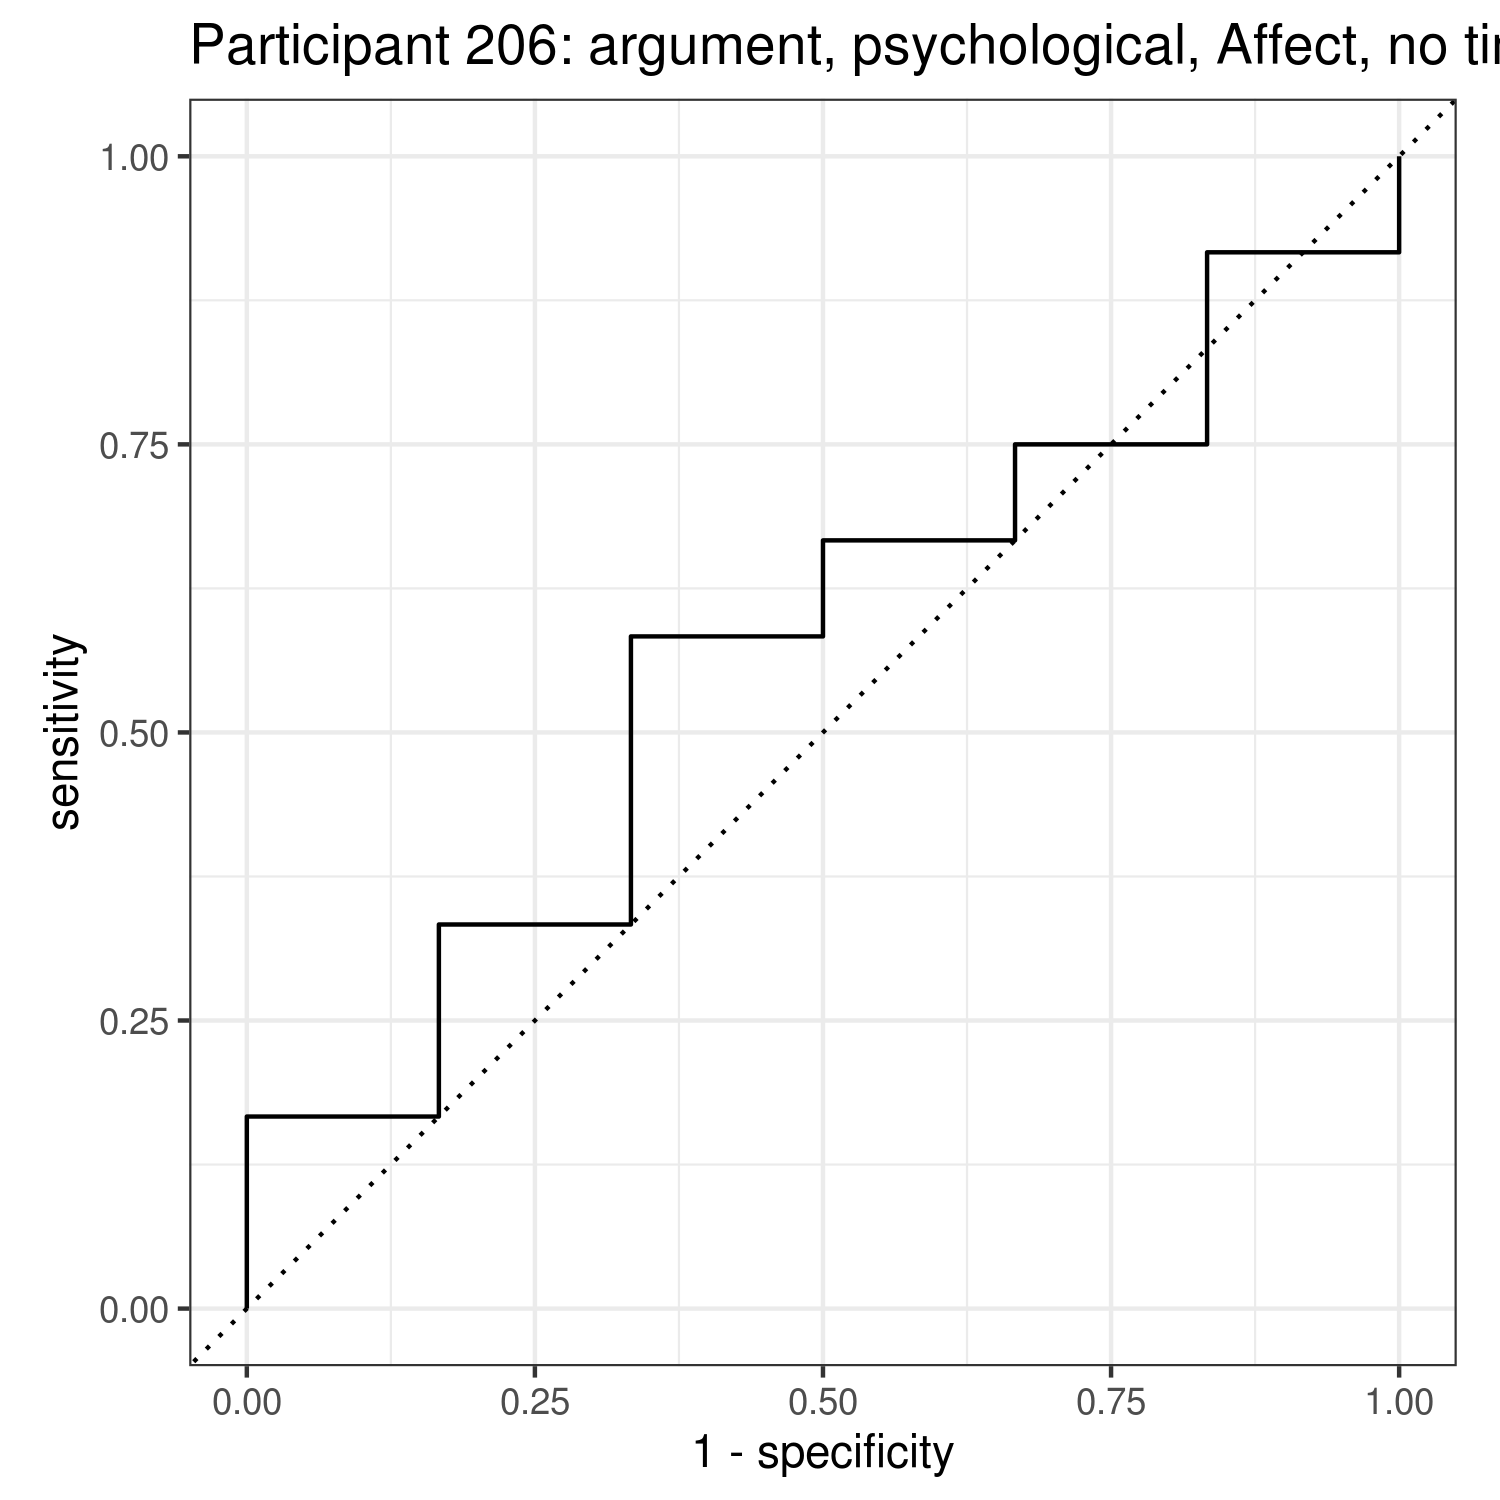 Participant 206: argument, psychological, Affect, no
1.00
0.75
0.50
0.25
0.00
sensitivity
0.00 0.25 0.50 0.75 1.00
1 - specificity